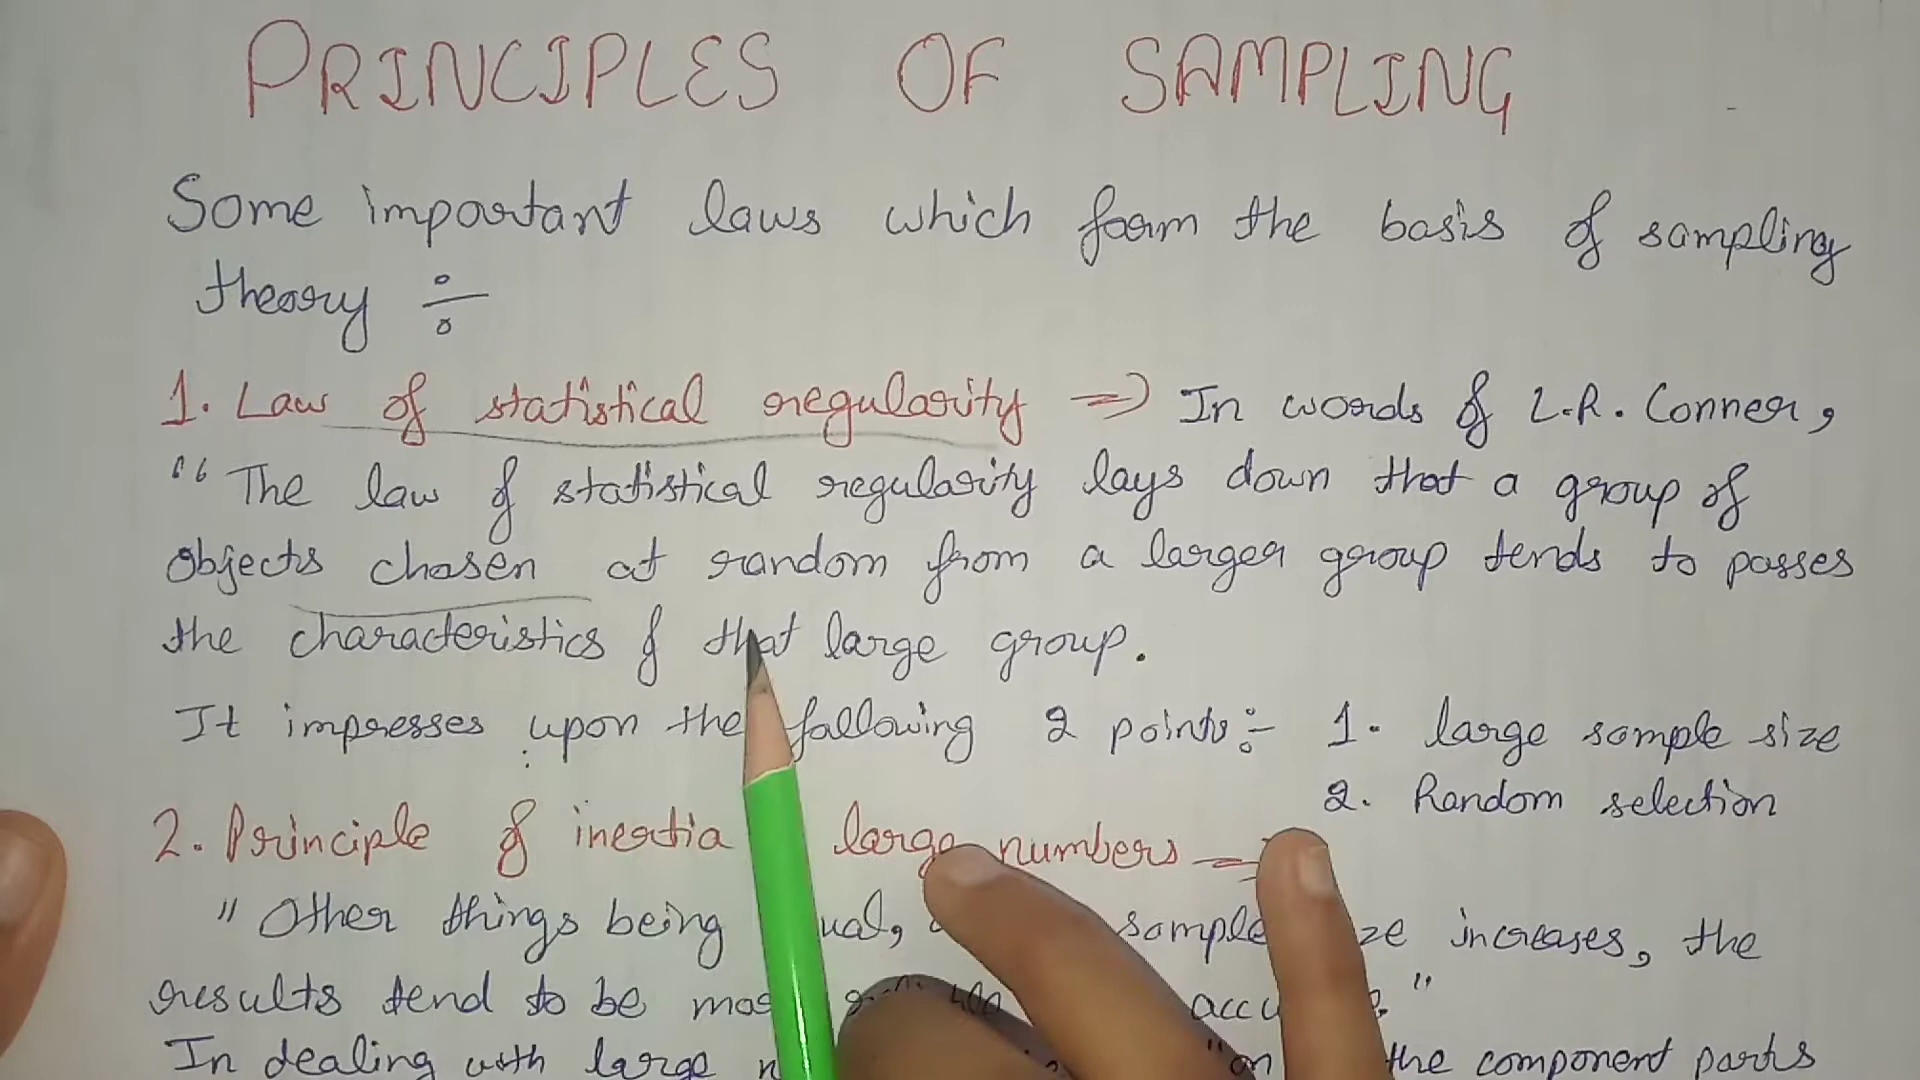 PRINCIPLES OF SAMPLING
Some important laws which form the basis of sampling
theory ÷
1. Law of statistical regularity => In words of L.R. Conner,
"The law of statistical regularity lays down that a group of
objects chosen at random from a larger group tends to posses
the characteristics of that large group.
It impresses upon the following 2 points:- 1. large sample size
2. Random selection
2. Principle of inertia large numbers =>
" Other things being sample increases, the
results tend to be "
In dealing with large "on the component parts